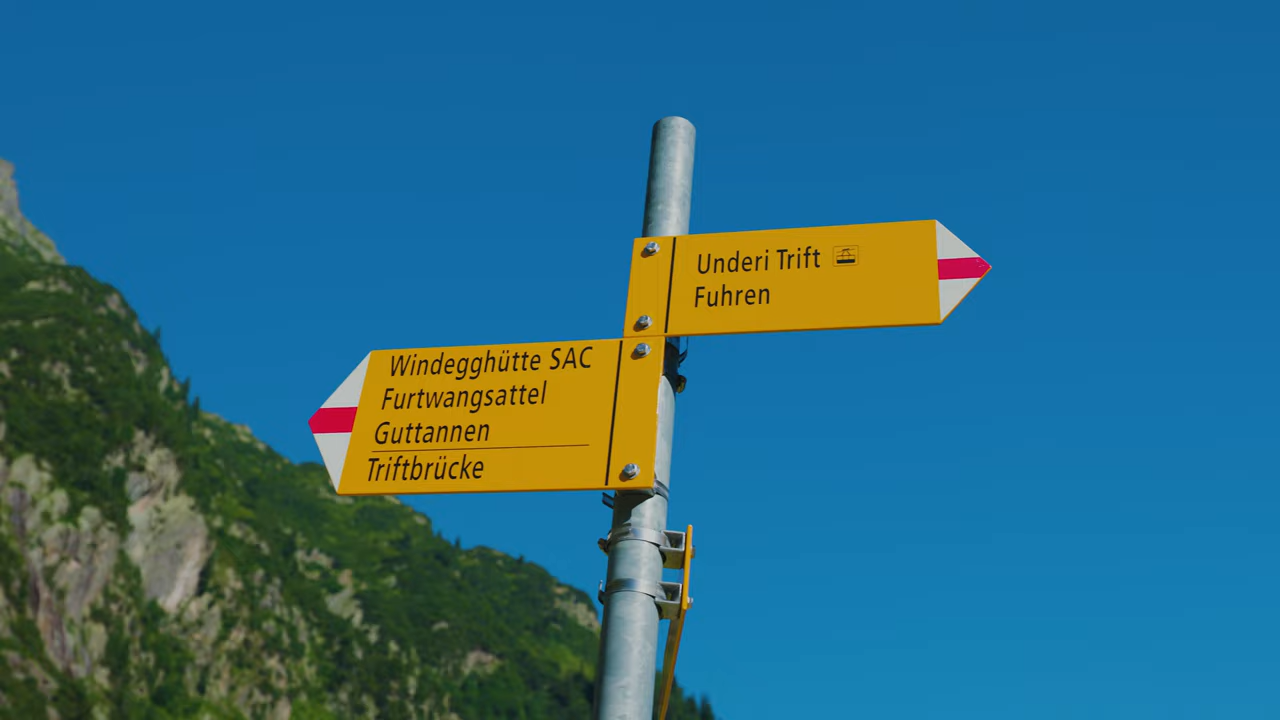 Underi Trift
Fuhren
Windegghütte SAC
Furtwangsattel
Guttannen
Triftbrücke